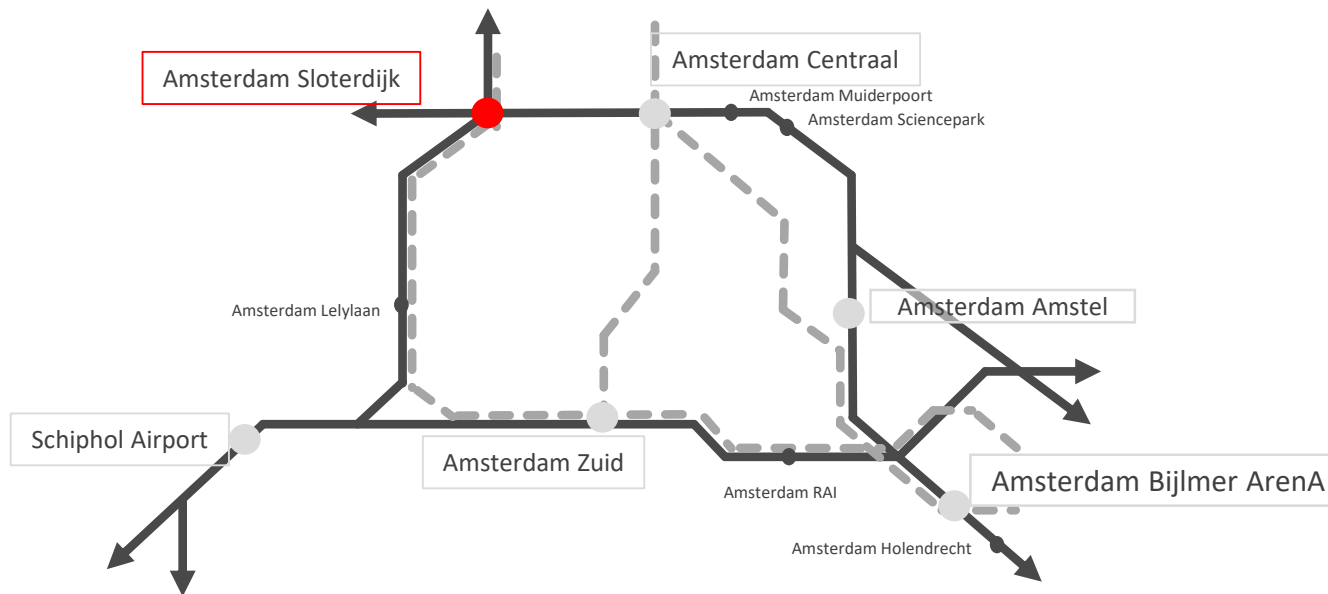 Amsterdam Sloterdijk
Amsterdam Centraal
Amsterdam Muiderpoort
Amsterdam Sciencepark
Amsterdam Lelylaan
Amsterdam Amstel
Schiphol Airport
Amsterdam Zuid
Amsterdam RAI
Amsterdam Bijlmer ArenA
Amsterdam Holendrecht